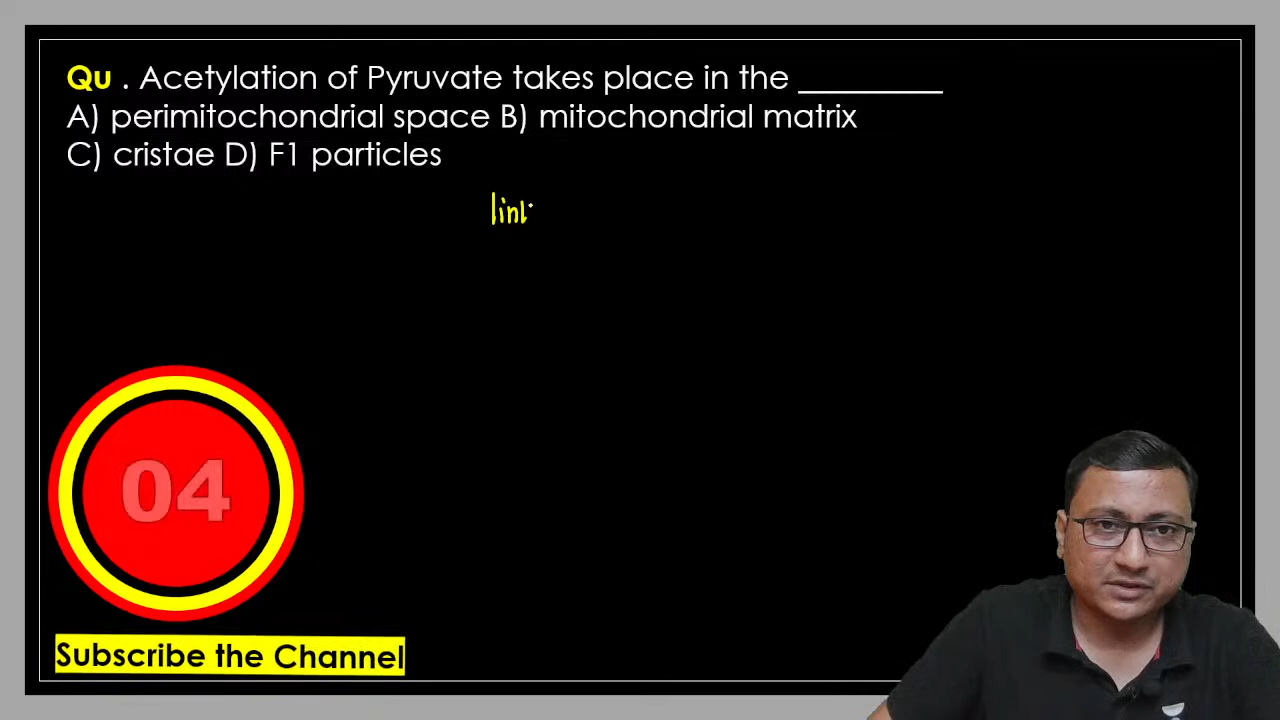 Qu . Acetylation of Pyruvate takes place in the _________
A) perimitochondrial space B) mitochondrial matrix
C) cristae D) F1 particles
04
Subscribe the Channel